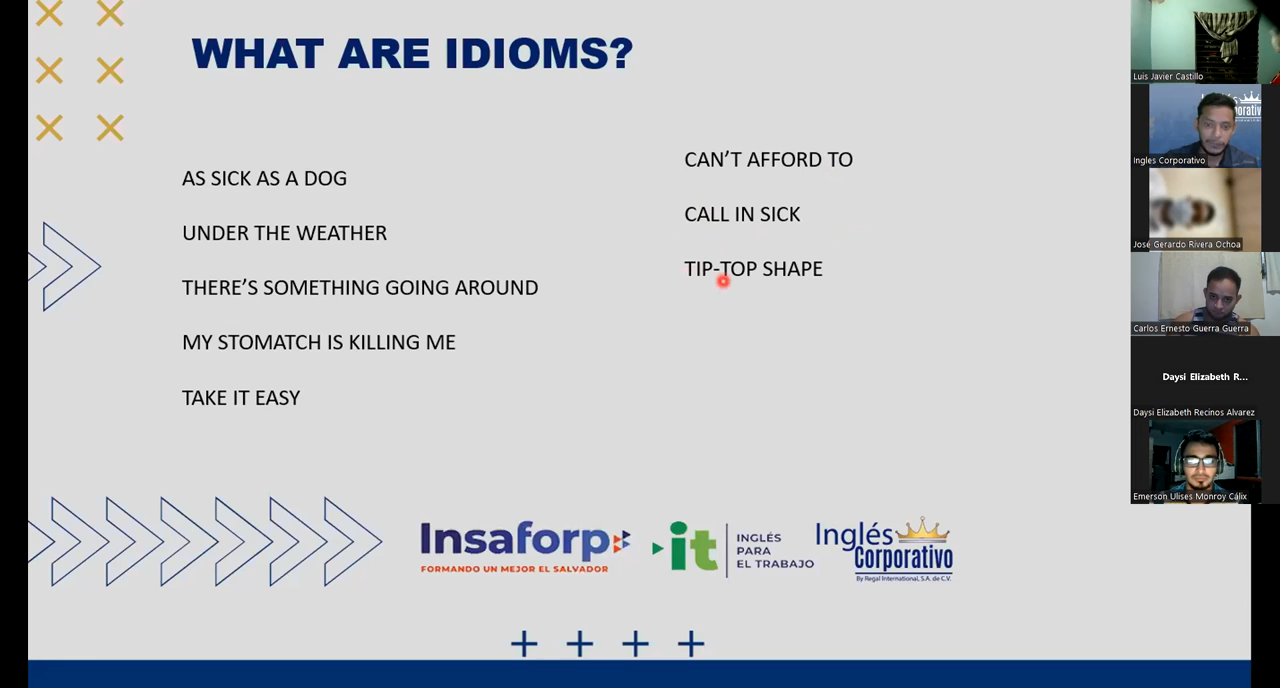 WHAT ARE IDIOMS?
AS SICK AS A DOG
UNDER THE WEATHER
THERE'S SOMETHING GOING AROUND
MY STOMATCH IS KILLING ME
TAKE IT EASY
CAN'T AFFORD TO
CALL IN SICK
TIP-TOP SHAPE
Insaforp
FORMANDO UN MEJOR EL SALVADOR
it
INGLÉS
PARA
EL TRABAJO
Inglés
Corporativo
By Regal International, S.A. de C.V.
Luis Javier Castillo
Ingles Corporativo
José Gerardo Rivera Ochoa
Carlos Ernesto Guerra Guerra
Daysi Elizabeth R...
Daysi Elizabeth Recinos Alvarez
Emerson Ulises Monroy Cálix